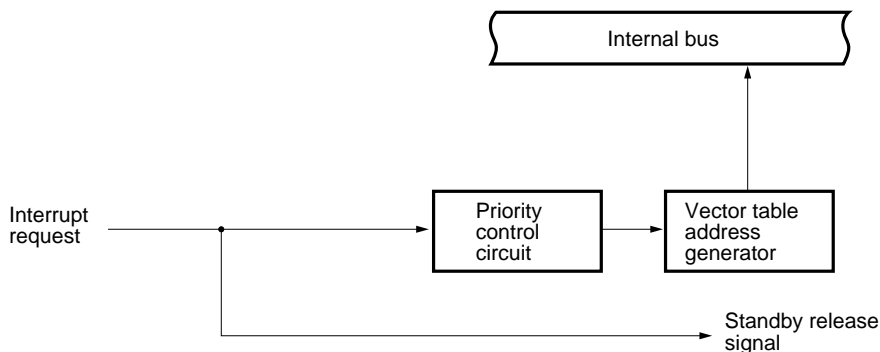 Internal bus
Interrupt
request
Priority
control
circuit
Vector table
address
generator
Standby release
signal